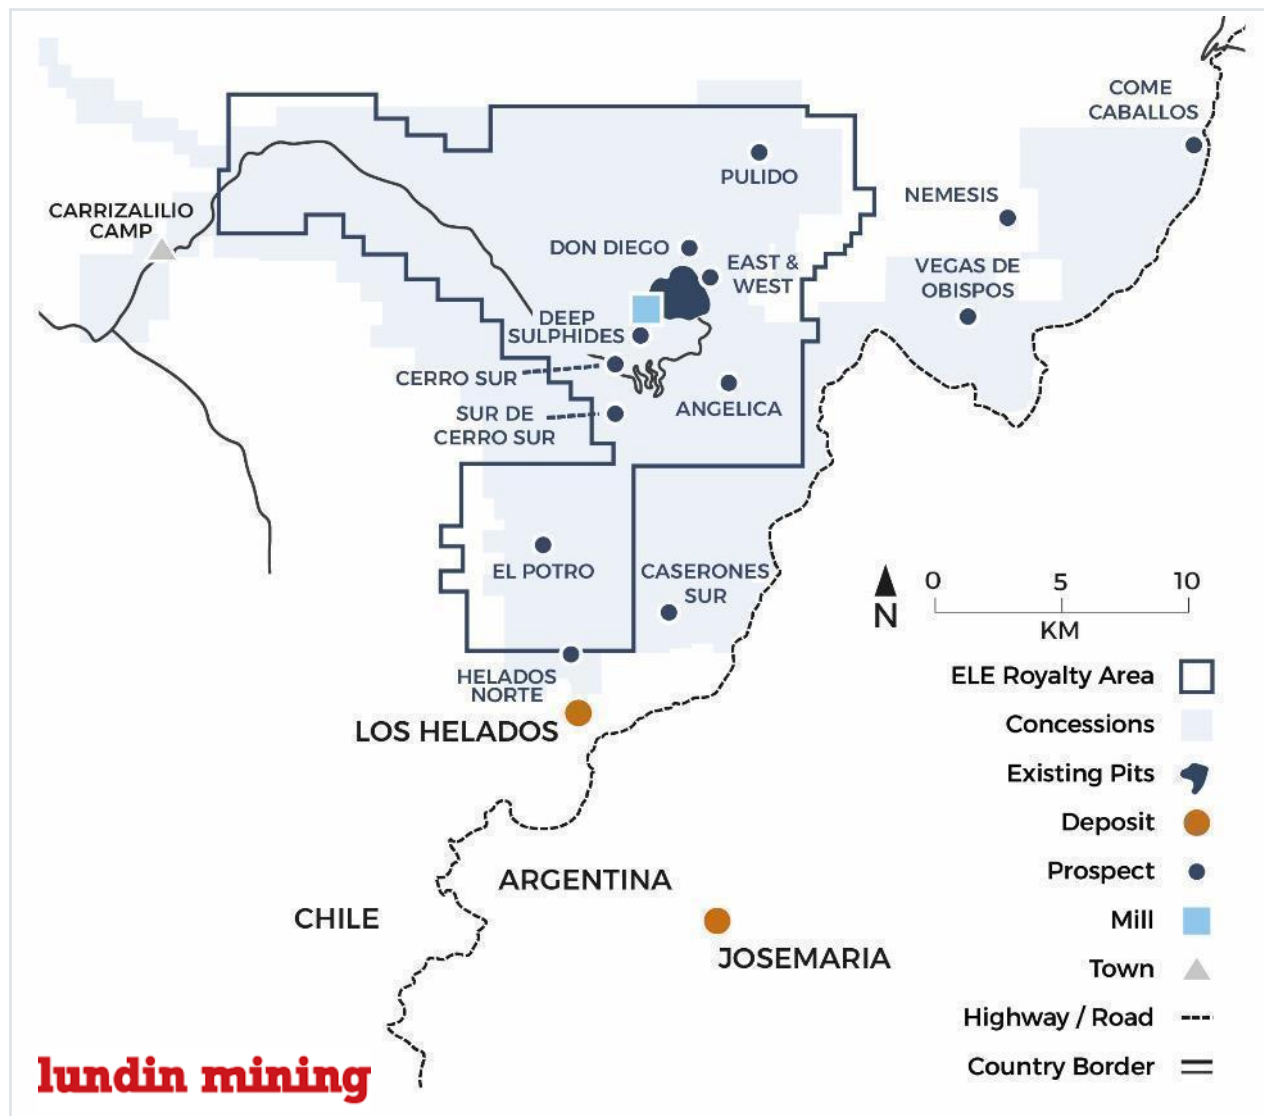 COME
CABALLOS
PULIDO
NEMESIS
CARRIZALILIO
CAMP
DON DIEGO
EAST &
WEST
VEGAS DE
OBISPOS
DEEP
SULPHIDES
CERRO SUR
ANGELICA
SUR DE
CERRO SUR
EL POTRO
CASERONES
SUR
0 5 10
KM
N
HELADOS
NORTE
LOS HELADOS
ELE Royalty Area
Concessions
Existing Pits
Deposit
Prospect
Mill
Town
Highway / Road
Country Border
ARGENTINA
CHILE
JOSEMARIA
lundin mining